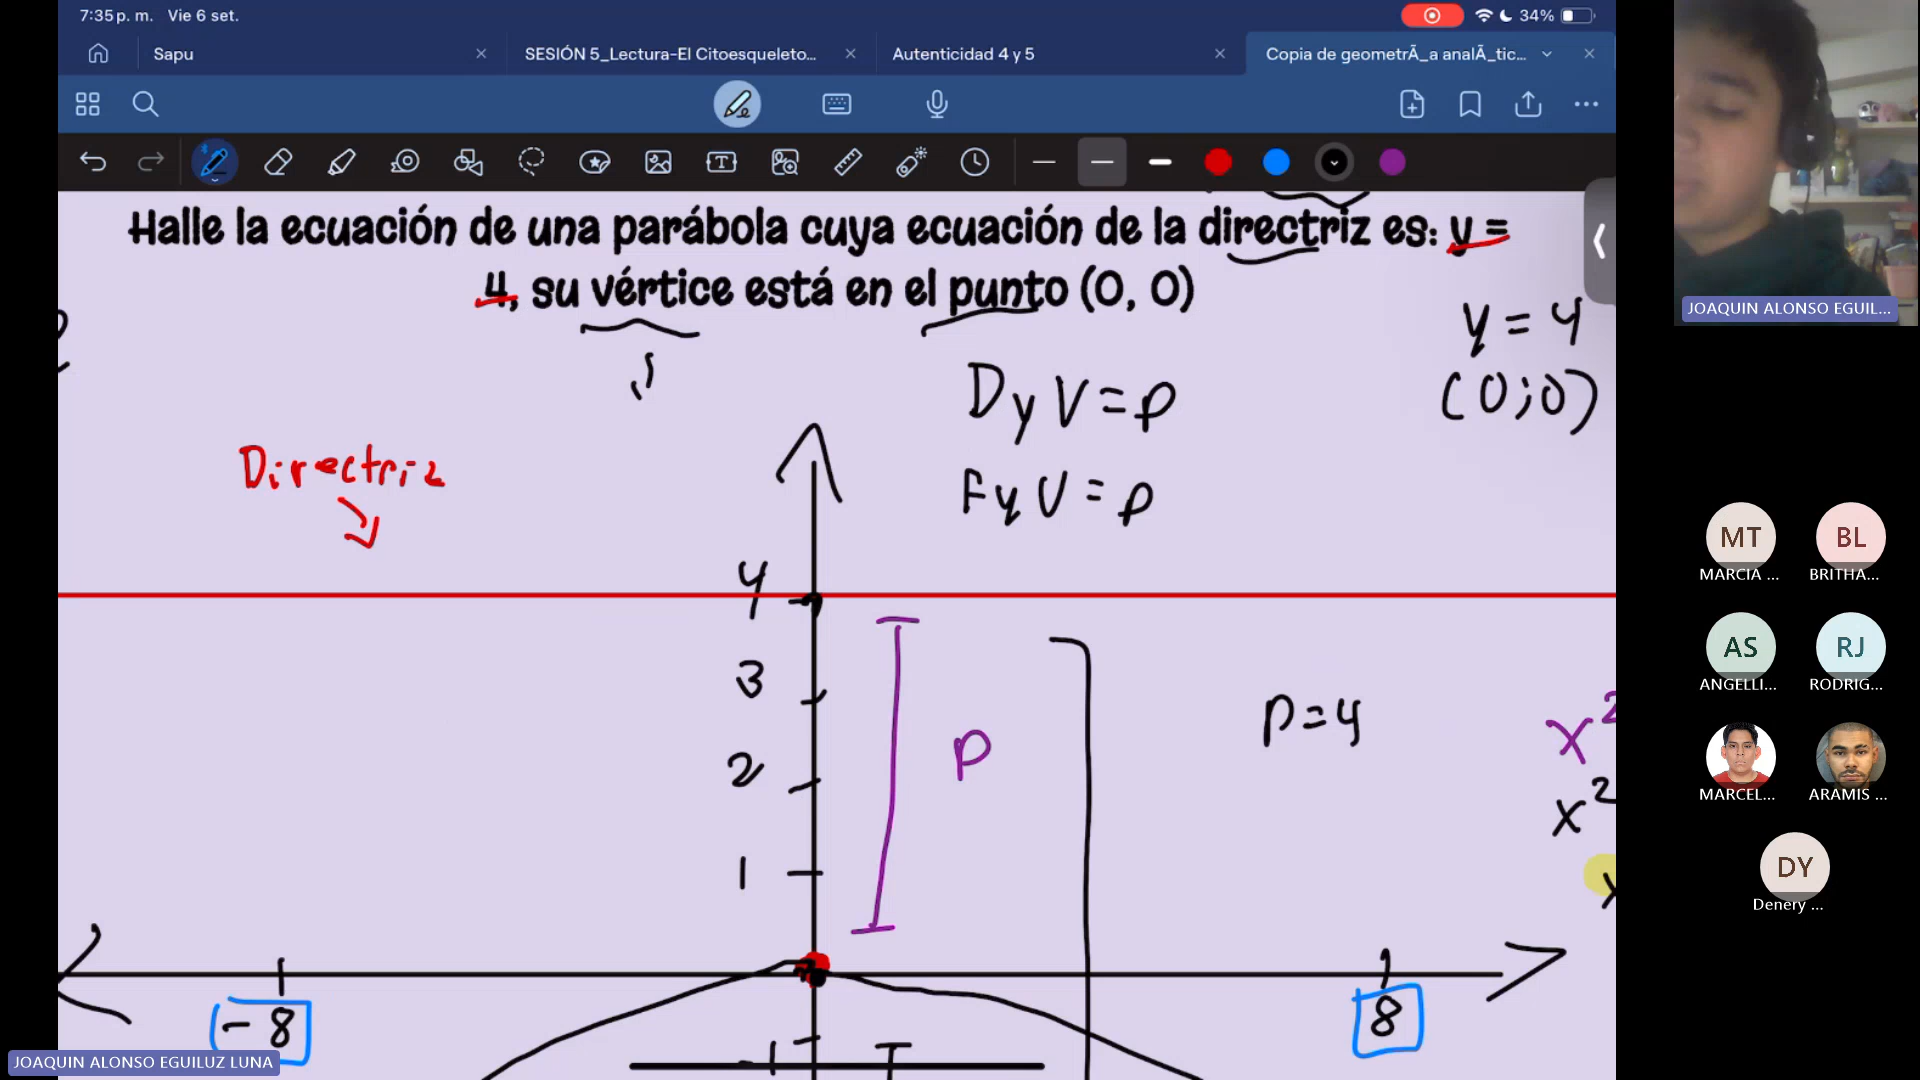 7:35 p. m. Vie 6 set.
34%
Sapu
SESIÓN 5_Lectura-El Citoesqueleto...
Autenticidad 4 y 5
Copia de geometrÃ_a analÃ_tic...
Halle la ecuación de una parábola cuya ecuación de la directriz es: y =
4, su vértice está en el punto (0, 0)
y = 4
(0;0)
D y V = P
F y V = P
Directriz
4
3
2
1
P
P = 4
x²
x²
x
-8
8
-1
JOAQUIN ALONSO EGUILUZ LUNA
JOAQUIN ALONSO EGUIL...
MT
MARCIA ...
BL
BRITHA...
AS
ANGELLI...
RJ
RODRIG...
MARCEL...
ARAMIS ...
DY
Denery ...